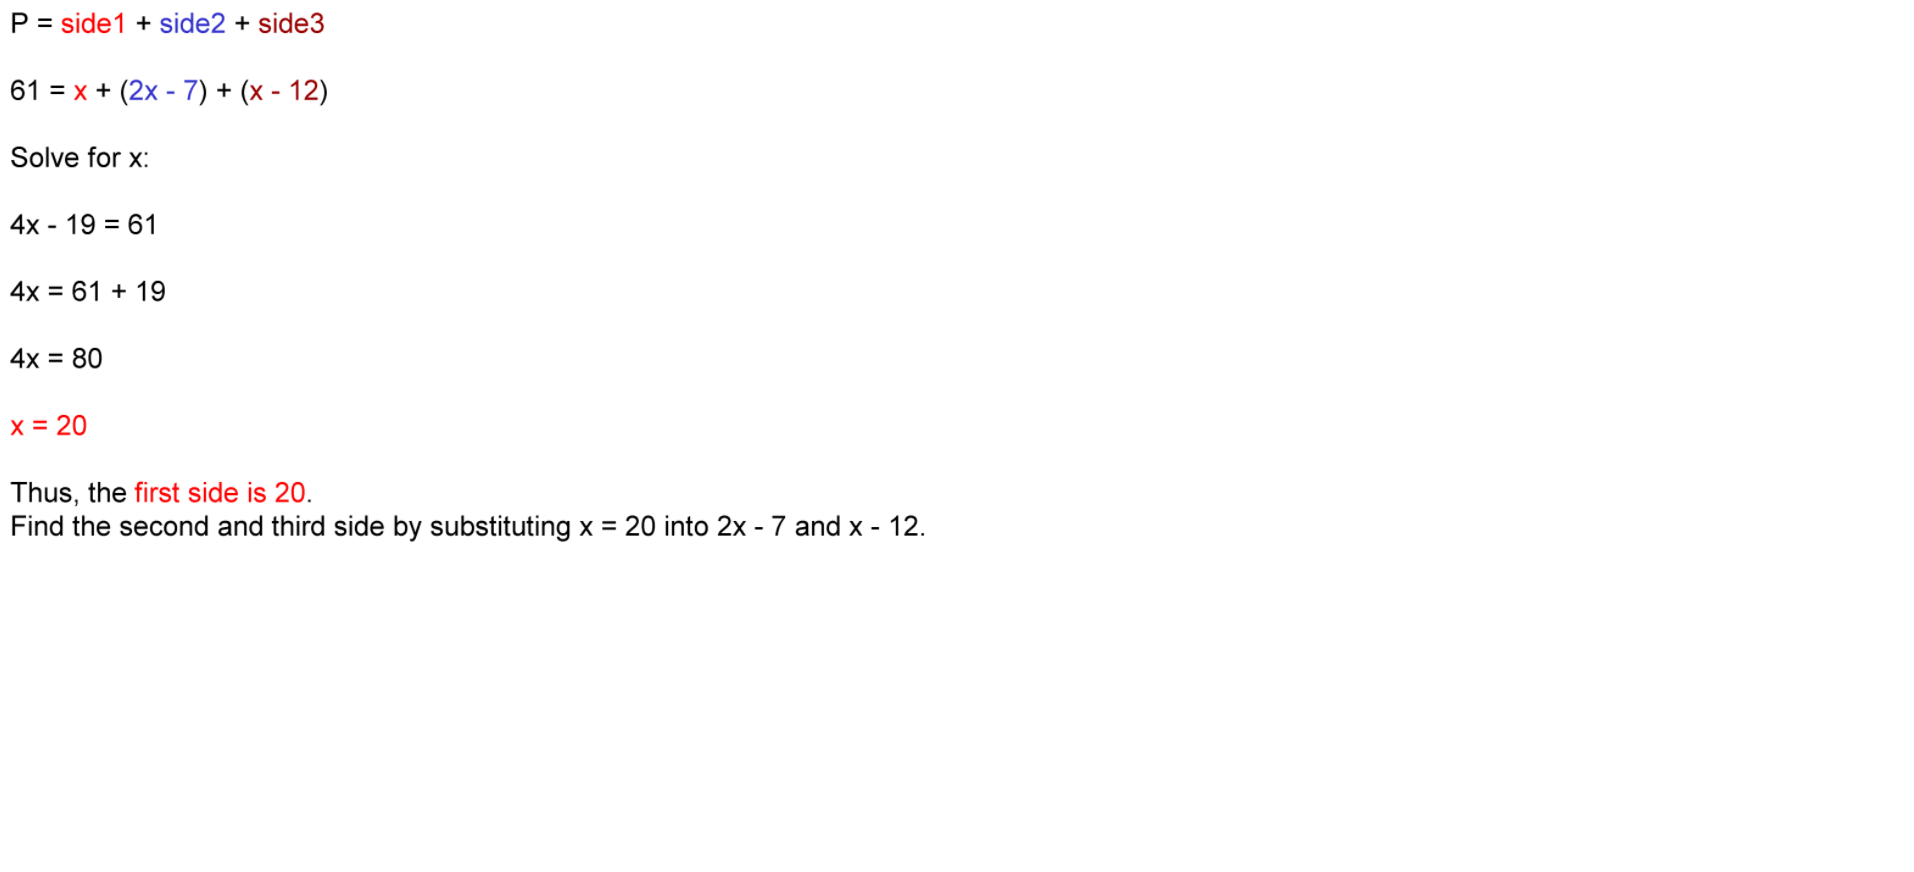 P = side1 + side2 + side3
61 = x + (2x - 7) + (x - 12)
Solve for x:
4x - 19 = 61
4x = 61 + 19
4x = 80
x = 20
Thus, the first side is 20.
Find the second and third side by substituting x = 20 into 2x - 7 and x - 12.